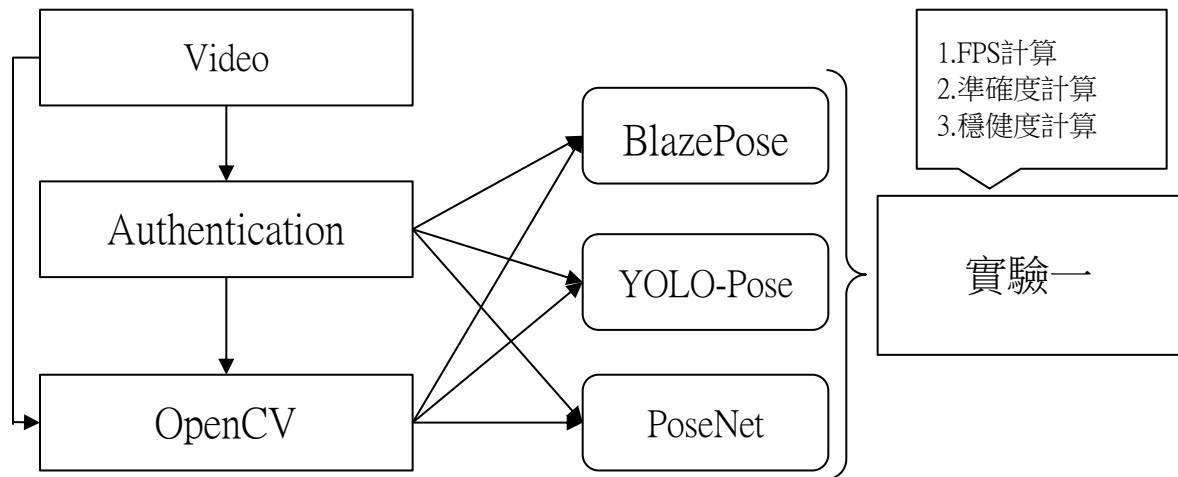 Video
Authentication
OpenCV
BlazePose
YOLO-Pose
PoseNet
1.FPS計算
2.準確度計算
3.穩健度計算
實驗一